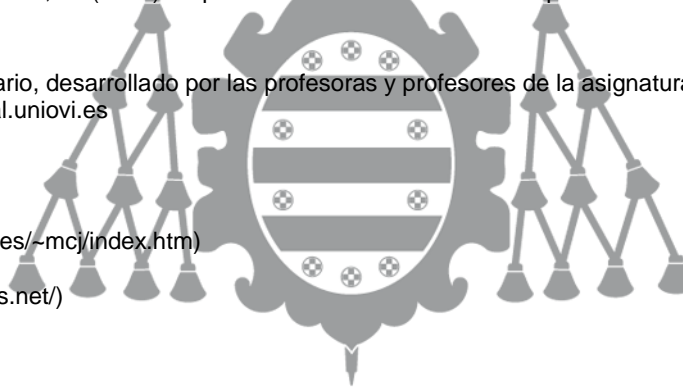 ario, desarrollado por las profesoras y profesores de la asignatura
al.uniovi.es
es/~mcj/index.htm)
s.net/)